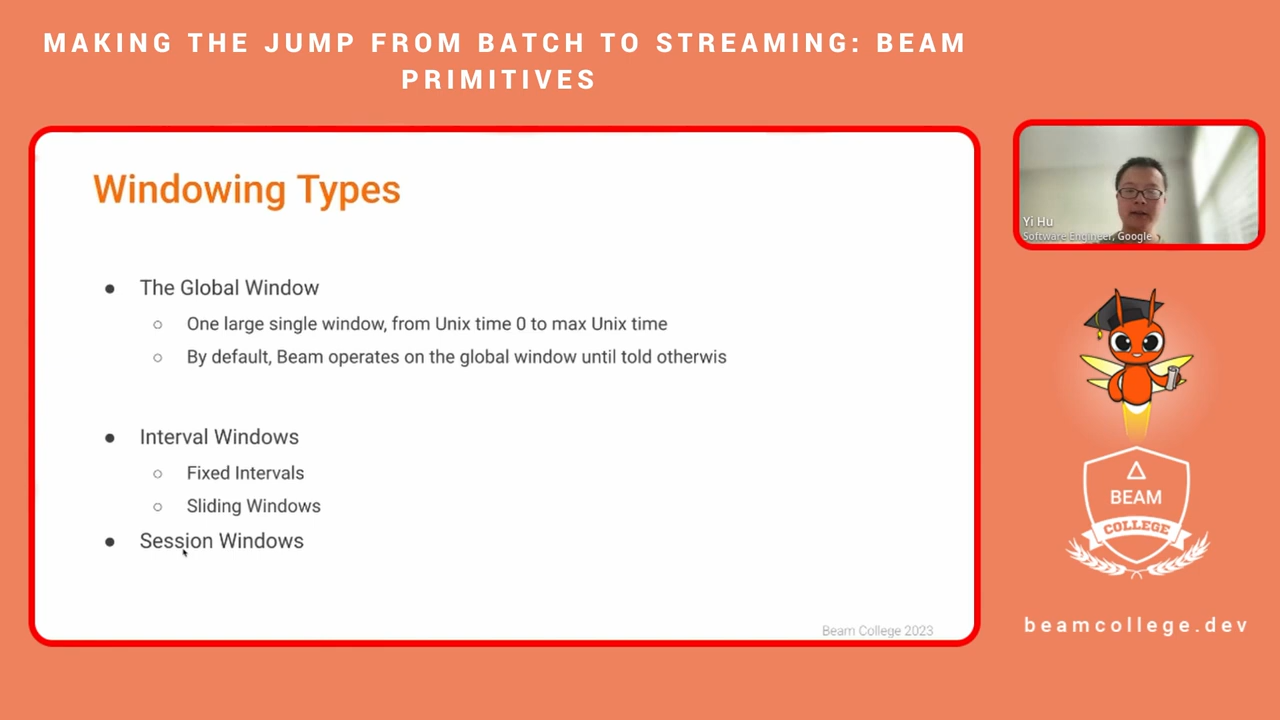 MAKING THE JUMP FROM BATCH TO STREAMING: BEAM
PRIMITIVES
Windowing Types
● The Global Window
○ One large single window, from Unix time 0 to max Unix time
○ By default, Beam operates on the global window until told otherwis
● Interval Windows
○ Fixed Intervals
○ Sliding Windows
● Session Windows
Beam College 2023
Yi Hu
Software Engineer, Google
BEAM
COLLEGE
beamcollege.dev